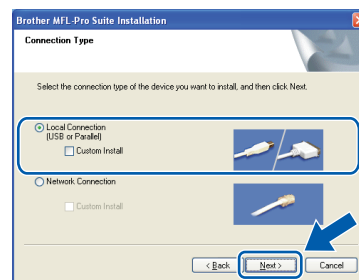 Brother MFL-Pro Suite Installation
Connection Type
Select the connection type of the device you want to install, and then click Next.
Local Connection
(USB or Parallel)
Custom Install
Network Connection
Custom Install
< Back
Next >
Cancel